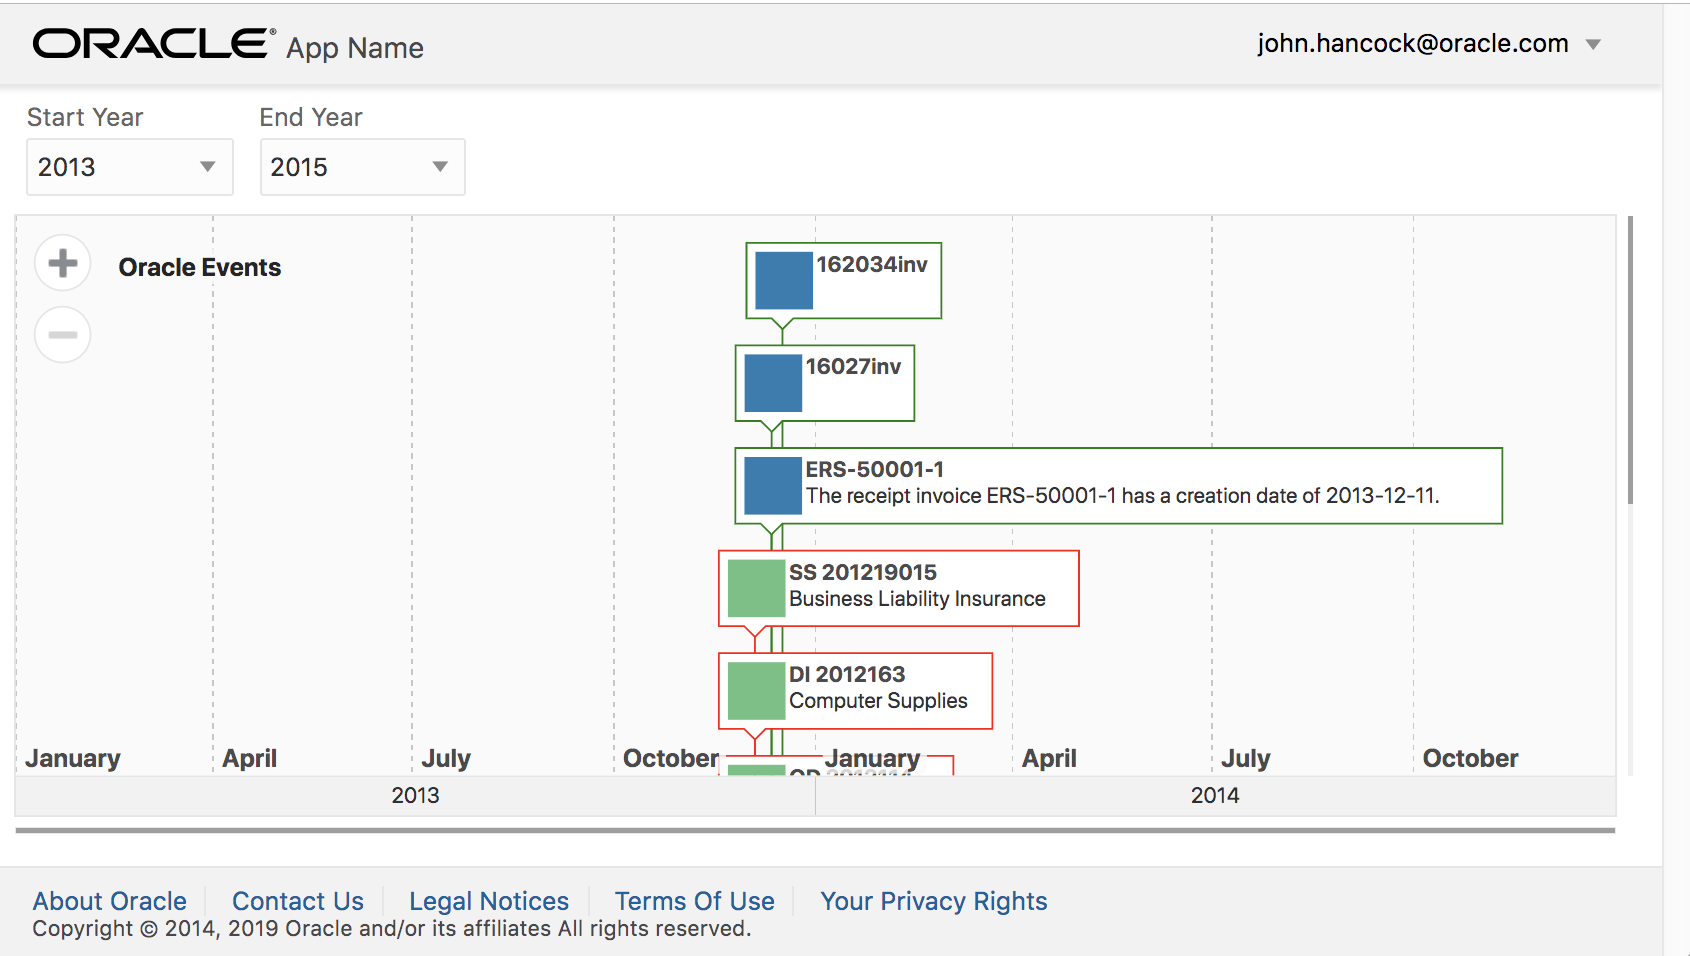 ORACLE® App Name
john.hancock@oracle.com
Start Year
End Year
2013
2015
Oracle Events
162034inv
16027inv
ERS-50001-1
The receipt invoice ERS-50001-1 has a creation date of 2013-12-11.
SS 201219015
Business Liability Insurance
DI 2012163
Computer Supplies
January April July October January April July October
2013 2014
About Oracle Contact Us Legal Notices Terms Of Use Your Privacy Rights
Copyright © 2014, 2019 Oracle and/or its affiliates All rights reserved.